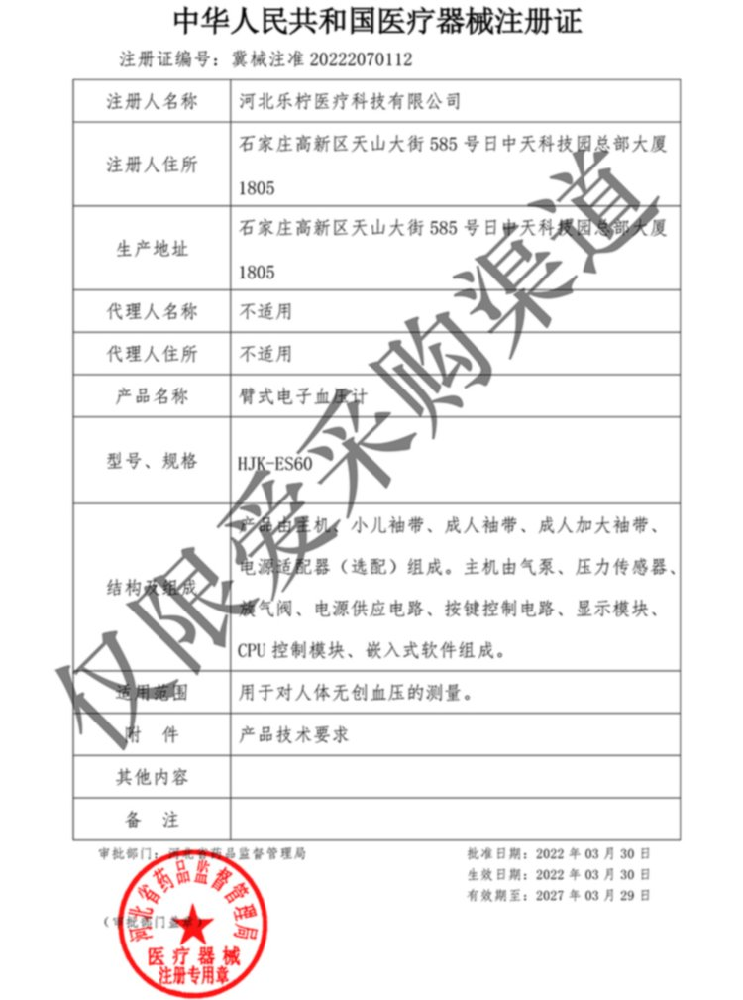 中华人民共和国医疗器械注册证
注册证编号：冀械注准 20222070112
注册人名称 河北乐柠医疗科技有限公司
注册人住所 石家庄高新区天山大街 585 号日中天科技园总部大厦
1805
生产地址 石家庄高新区天山大街 585 号日中天科技园总部大厦
1805
代理人名称 不适用
代理人住所 不适用
产品名称 臂式电子血压计
型号、规格 HJK-ES60
结构及组成 产品由主机、小儿袖带、成人袖带、成人加大袖带、
电源适配器（选配）组成。主机由气泵、压力传感器、
放气阀、电源供应电路、按键控制电路、显示模块、
CPU 控制模块、嵌入式软件组成。
适用范围 用于对人体无创血压的测量。
附 件 产品技术要求
其他内容
备 注
审批部门：河北省药品监督管理局 批准日期：2022 年 03 月 30 日
生效日期：2022 年 03 月 30 日
有效期至：2027 年 03 月 29 日
（审批部门盖章）
河北省药品监督管理局
医疗器械
注册专用章
仅限爱采购渠道